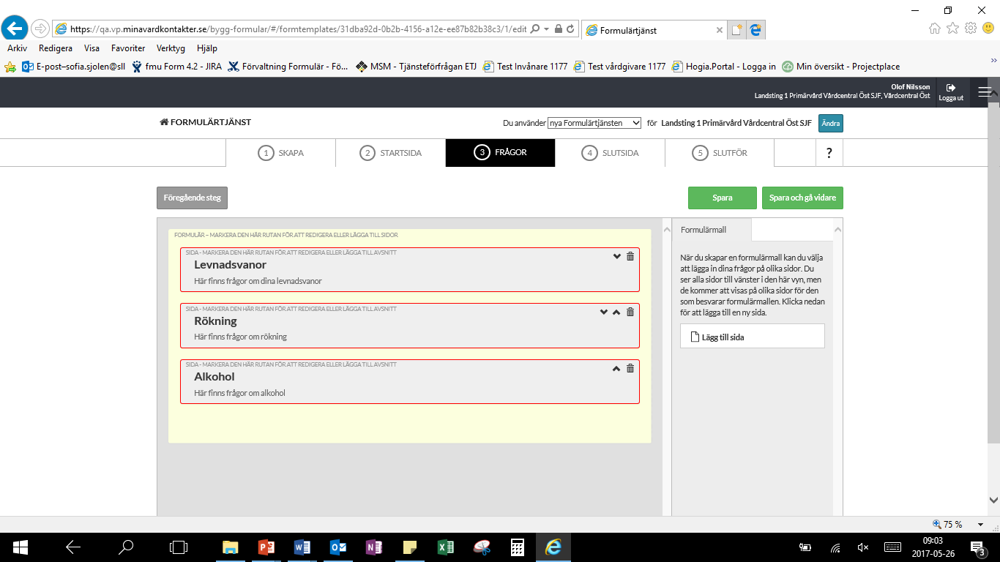 https://qa.vp.minavardkontakter.se/bygg-formular/#/formtemplates/31dba92d-0b2b-4156-a12e-ee87b82b38c3/1/edit
Formulärtjänst
Arkiv Redigera Visa Favoriter Verktyg Hjälp
E-post–sofia.sjolen@sll fmu Form 4.2 - JIRA Förvaltning Formulär - Fö... MSM - Tjänsteförfrågan ETJ Test Invånare 1177 Test vårdgivare 1177 Hogia.Portal - Logga in Min översikt - Projectplace
Olof Nilsson
Landsting 1 Primärvård Vårdcentral Öst SJF, Vårdcentral Öst
Logga ut
FORMULÄRTJÄNST
Du använder nya Formulärtjänsten för Landsting 1 Primärvård Vårdcentral Öst SJF Ändra
1 SKAPA 2 STARTSIDA 3 FRÅGOR 4 SLUTSIDA 5 SLUTFÖR ?
Föregående steg Spara Spara och gå vidare
FORMULÄR – MARKERA DEN HÄR RUTAN FÖR ATT REDIGERA ELLER LÄGGA TILL SIDOR
SIDA - MARKERA DEN HÄR RUTAN FÖR ATT REDIGERA ELLER LÄGGA TILL AVSNITT
Levnadsvanor
Här finns frågor om dina levnadsvanor
SIDA - MARKERA DEN HÄR RUTAN FÖR ATT REDIGERA ELLER LÄGGA TILL AVSNITT
Rökning
Här finns frågor om rökning
SIDA - MARKERA DEN HÄR RUTAN FÖR ATT REDIGERA ELLER LÄGGA TILL AVSNITT
Alkohol
Här finns frågor om alkohol
Formulärmall
När du skapar en formulärmall kan du välja
att lägga in dina frågor på olika sidor. Du
ser alla sidor till vänster i den här vyn, men
de kommer att visas på olika sidor för den
som besvarar formulärmallen. Klicka nedan
för att lägga till en ny sida.
Lägg till sida
75 %
09:03
2017-05-26
3